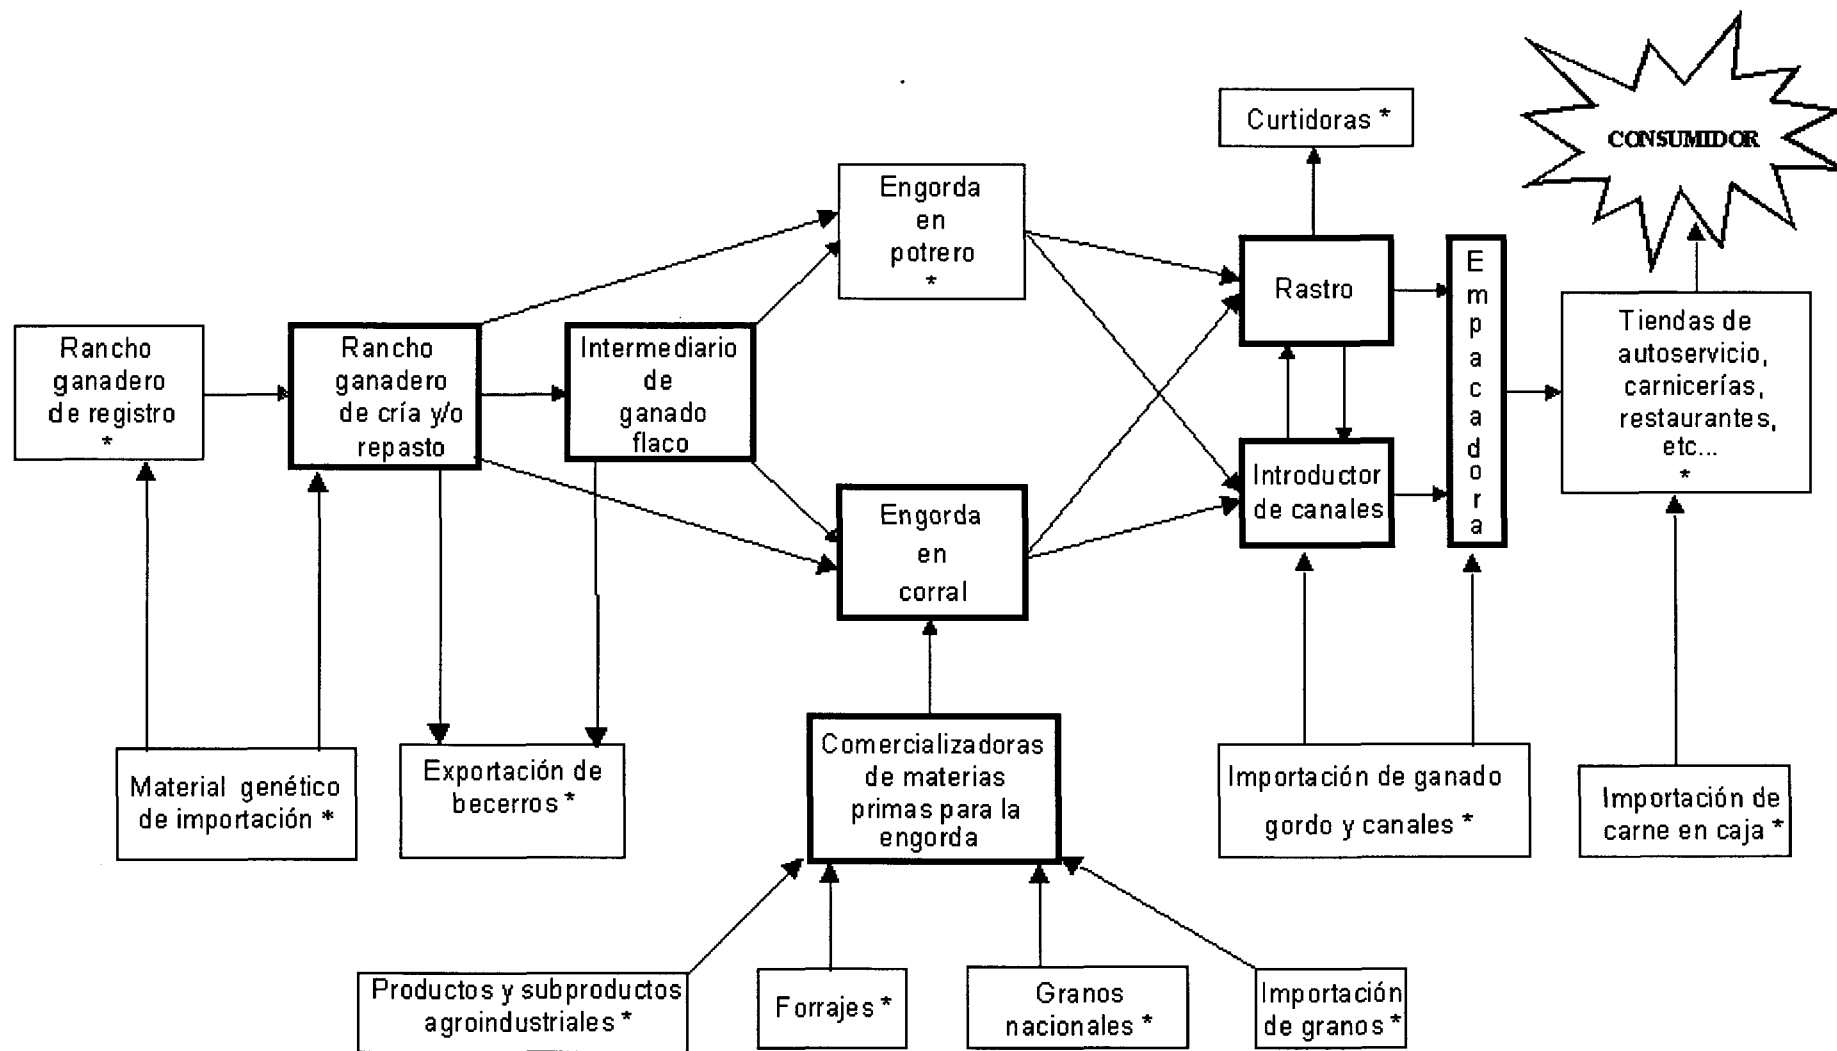 Curtidoras *
CONSUMIDOR
Engorda
en
potrero
*
Rastro
E
m
p
a
c
a
d
o
r
a
Tiendas de
autoservicio,
carnicerías,
restaurantes,
etc...
*
Rancho
ganadero
de registro
*
Rancho
ganadero
de cría y/o
repasto
Intermediario
de
ganado
flaco
Engorda
en
corral
Introductor
de canales
Material genético
de importación *
Exportación de
becerros *
Comercializadoras
de materias
primas para la
engorda
Importación de ganado
gordo y canales *
Importación de
carne en caja *
Productos y subproductos
agroindustriales *
Forrajes *
Granos
nacionales *
Importación
de granos *